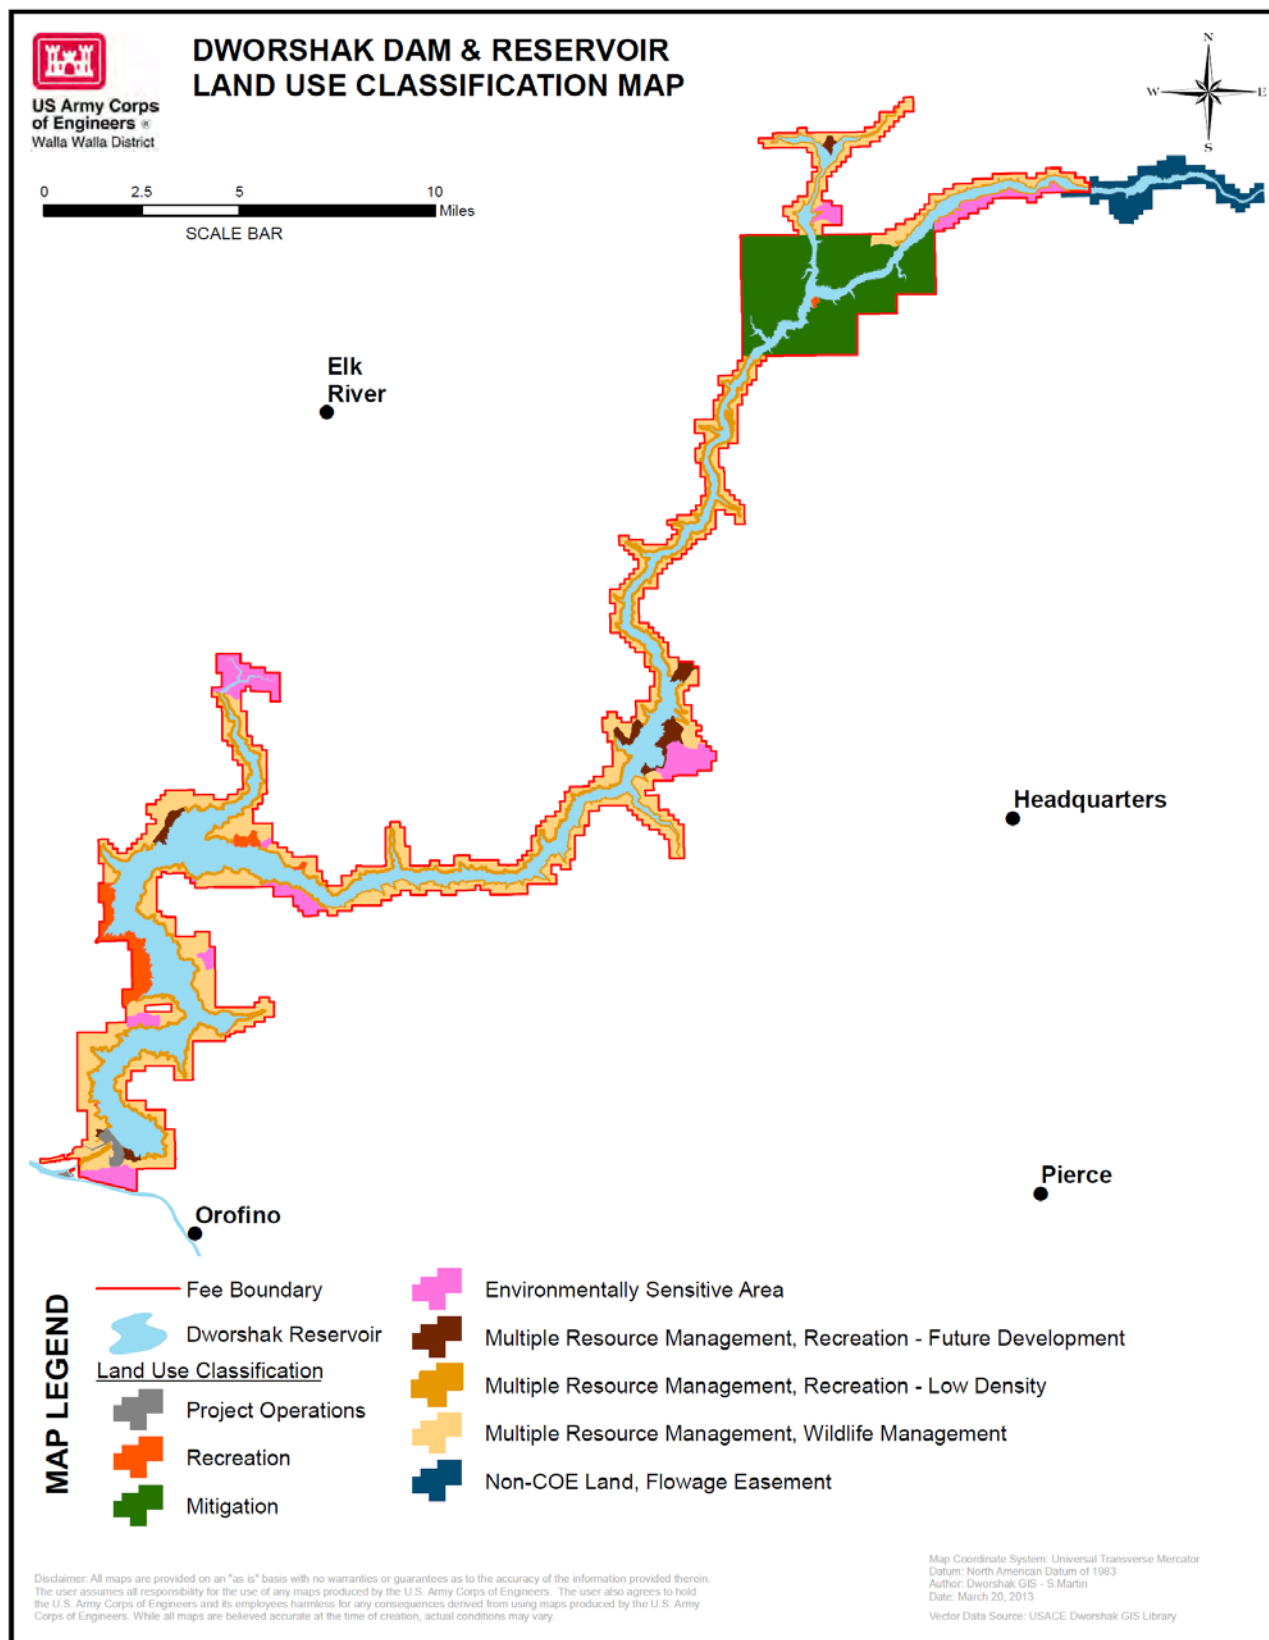 DWORSHAK DAM & RESERVOIR
LAND USE CLASSIFICATION MAP
US Army Corps
of Engineers ®
Walla Walla District
N
W
E
S
0 2.5 5 10
Miles
SCALE BAR
Elk
River
Headquarters
Pierce
Orofino
MAP LEGEND
Fee Boundary
Dworshak Reservoir
Land Use Classification
Project Operations
Recreation
Mitigation
Environmentally Sensitive Area
Multiple Resource Management, Recreation - Future Development
Multiple Resource Management, Recreation - Low Density
Multiple Resource Management, Wildlife Management
Non-COE Land, Flowage Easement
Disclaimer: All maps are provided on an "as is" basis with no warranties or guarantees as to the accuracy of the information provided therein.
The user assumes all responsibility for the use of any maps produced by the U.S. Army Corps of Engineers. The user also agrees to hold
the U.S. Army Corps of Engineers and its employees harmless for any consequences derived from using maps produced by the U.S. Army
Corps of Engineers. While all maps are believed accurate at the time of creation, actual conditions may vary.
Map Coordinate System: Universal Transverse Mercator
Datum: North American Datum of 1983
Author: Dworshak GIS - S.Martin
Date: March 20, 2013
Vector Data Source: USACE Dworshak GIS Library